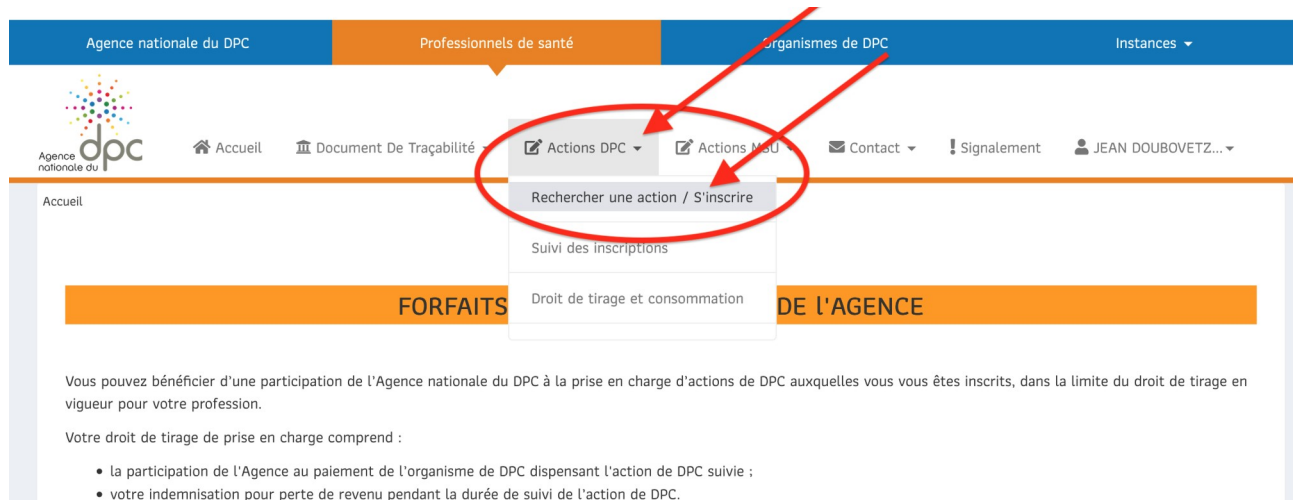 Agence nationale du DPC
Professionnels de santé
Organismes de DPC
Instances
Agence nationale du dpc
Accueil
Document De Traçabilité
Actions DPC
Actions MSU
Contact
Signalement
JEAN DOUBOVETZ...
Accueil
Rechercher une action / S'inscrire
Suivi des inscriptions
Droit de tirage et consommation
FORFAITS
DE l'AGENCE
Vous pouvez bénéficier d'une participation de l'Agence nationale du DPC à la prise en charge d'actions de DPC auxquelles vous vous êtes inscrits, dans la limite du droit de tirage en
vigueur pour votre profession.
Votre droit de tirage de prise en charge comprend :
• la participation de l'Agence au paiement de l'organisme de DPC dispensant l'action de DPC suivie ;
• votre indemnisation pour perte de revenu pendant la durée de suivi de l'action de DPC.